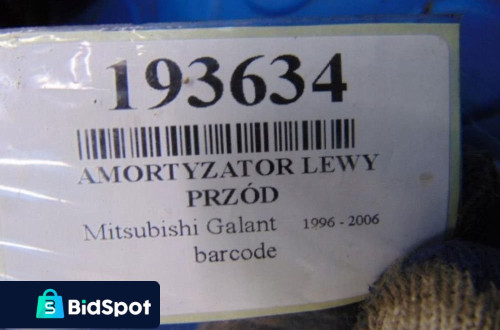 193634
AMORTYZATOR LEWY
PRZÓD
Mitsubishi Galant 1996 - 2006
barcode
BidSpot